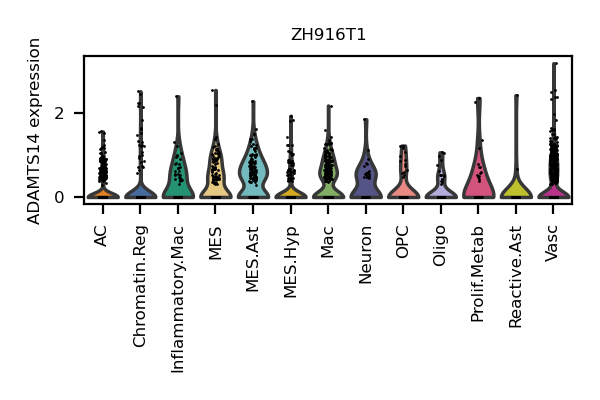 ZH916T1
ADAMTS14 expression
2
0
AC
Chromatin.Reg
Inflammatory.Mac
MES
MES.Ast
MES.Hyp
Mac
Neuron
OPC
Oligo
Prolif.Metab
Reactive.Ast
Vasc